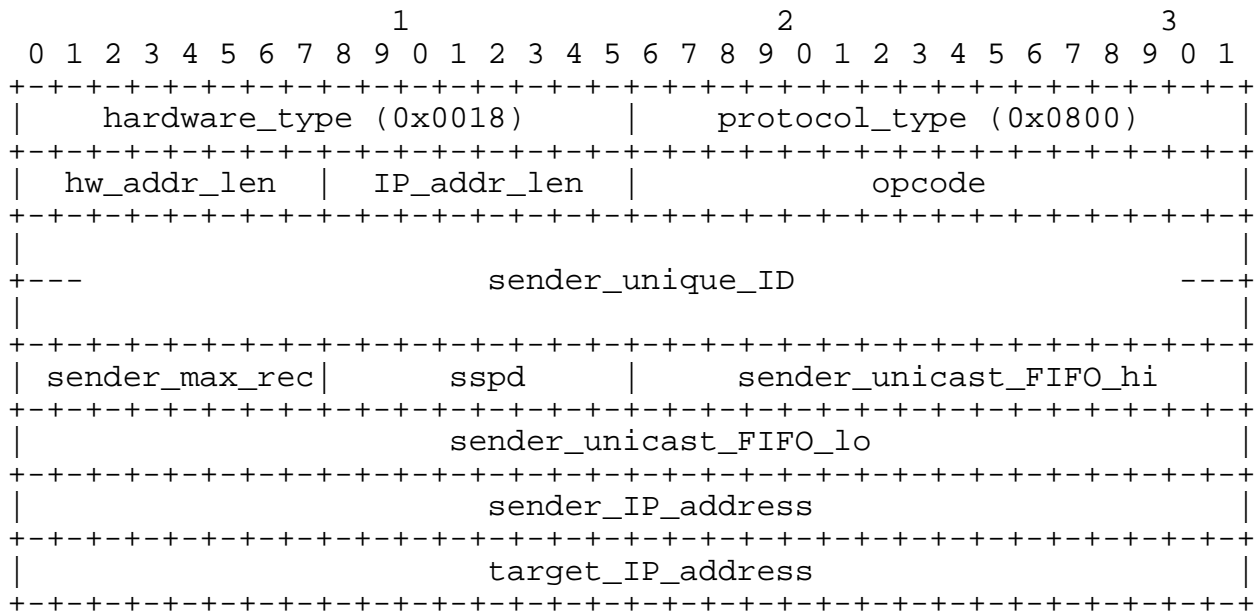 1                   2                   3
 0 1 2 3 4 5 6 7 8 9 0 1 2 3 4 5 6 7 8 9 0 1 2 3 4 5 6 7 8 9 0 1
+-+-+-+-+-+-+-+-+-+-+-+-+-+-+-+-+-+-+-+-+-+-+-+-+-+-+-+-+-+-+-+-+
|    hardware_type (0x0018)     |    protocol_type (0x0800)     |
+-+-+-+-+-+-+-+-+-+-+-+-+-+-+-+-+-+-+-+-+-+-+-+-+-+-+-+-+-+-+-+-+
|  hw_addr_len  |  IP_addr_len  |            opcode             |
+-+-+-+-+-+-+-+-+-+-+-+-+-+-+-+-+-+-+-+-+-+-+-+-+-+-+-+-+-+-+-+-+
|                                                               |
+---                     sender_unique_ID                    ---+
|                                                               |
+-+-+-+-+-+-+-+-+-+-+-+-+-+-+-+-+-+-+-+-+-+-+-+-+-+-+-+-+-+-+-+-+
| sender_max_rec|      sspd     |     sender_unicast_FIFO_hi    |
+-+-+-+-+-+-+-+-+-+-+-+-+-+-+-+-+-+-+-+-+-+-+-+-+-+-+-+-+-+-+-+-+
|                      sender_unicast_FIFO_lo                   |
+-+-+-+-+-+-+-+-+-+-+-+-+-+-+-+-+-+-+-+-+-+-+-+-+-+-+-+-+-+-+-+-+
|                        sender_IP_address                      |
+-+-+-+-+-+-+-+-+-+-+-+-+-+-+-+-+-+-+-+-+-+-+-+-+-+-+-+-+-+-+-+-+
|                        target_IP_address                      |
+-+-+-+-+-+-+-+-+-+-+-+-+-+-+-+-+-+-+-+-+-+-+-+-+-+-+-+-+-+-+-+-+